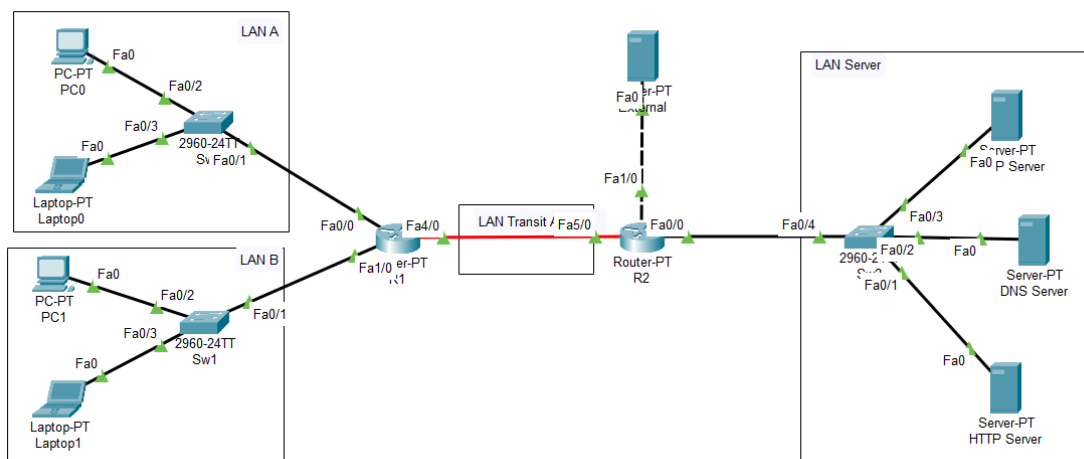 LAN A
Fa0
PC-PT
PC0
Fa0/2
Fa0/3
Fa0
2960-24TT
Fa0/1
Laptop-PT
Laptop0
LAN B
Fa0
PC-PT
PC1
Fa0/2
Fa0/3
Fa0
2960-24TT
Sw1
Fa0/1
Laptop-PT
Laptop1
Fa0/0
Fa4/0
Fa1/0
R1
LAN Transit
Fa5/0
Fa0/0
Router-PT
R2
Fa1/0
Fa0
LAN Server
Fa0/4
Fa0/3
Fa0/2
Fa0/1
Server-PT
Server
Fa0
Fa0
Server-PT
DNS Server
Fa0
Server-PT
HTTP Server